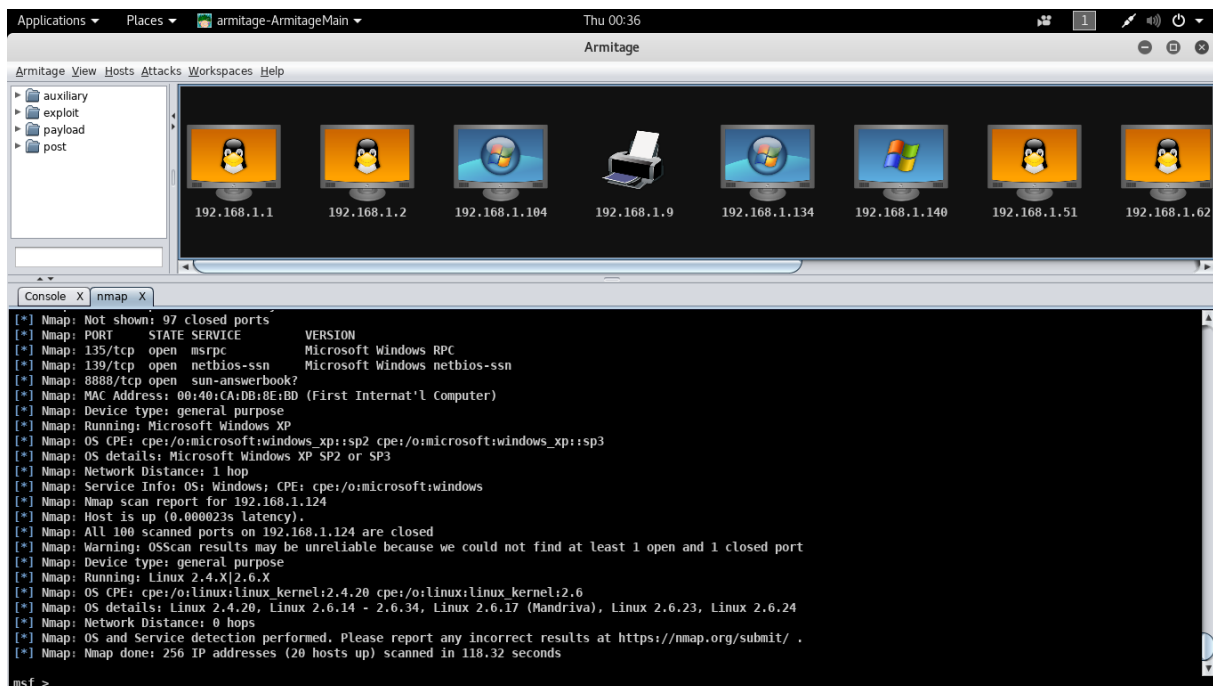 Applications Places armitage-ArmitageMain Thu 00:36 1
Armitage
Armitage View Hosts Attacks Workspaces Help
auxiliary
exploit
payload
post
192.168.1.1 192.168.1.2 192.168.1.104 192.168.1.9 192.168.1.134 192.168.1.140 192.168.1.51 192.168.1.62
Console X nmap X
[*] Nmap: Not shown: 97 closed ports
[*] Nmap: PORT STATE SERVICE VERSION
[*] Nmap: 135/tcp open msrpc Microsoft Windows RPC
[*] Nmap: 139/tcp open netbios-ssn Microsoft Windows netbios-ssn
[*] Nmap: 8888/tcp open sun-answerbook?
[*] Nmap: MAC Address: 00:40:CA:DB:8E:BD (First Internat'l Computer)
[*] Nmap: Device type: general purpose
[*] Nmap: Running: Microsoft Windows XP
[*] Nmap: OS CPE: cpe:/o:microsoft:windows_xp::sp2 cpe:/o:microsoft:windows_xp::sp3
[*] Nmap: OS details: Microsoft Windows XP SP2 or SP3
[*] Nmap: Network Distance: 1 hop
[*] Nmap: Service Info: OS: Windows; CPE: cpe:/o:microsoft:windows
[*] Nmap: Nmap scan report for 192.168.1.124
[*] Nmap: Host is up (0.000023s latency).
[*] Nmap: All 100 scanned ports on 192.168.1.124 are closed
[*] Nmap: Warning: OSScan results may be unreliable because we could not find at least 1 open and 1 closed port
[*] Nmap: Device type: general purpose
[*] Nmap: Running: Linux 2.4.X|2.6.X
[*] Nmap: OS CPE: cpe:/o:linux:linux_kernel:2.4.20 cpe:/o:linux:linux_kernel:2.6
[*] Nmap: OS details: Linux 2.4.20, Linux 2.6.14 - 2.6.34, Linux 2.6.17 (Mandriva), Linux 2.6.23, Linux 2.6.24
[*] Nmap: Network Distance: 0 hops
[*] Nmap: OS and Service detection performed. Please report any incorrect results at https://nmap.org/submit/ .
[*] Nmap: Nmap done: 256 IP addresses (20 hosts up) scanned in 118.32 seconds
msf >